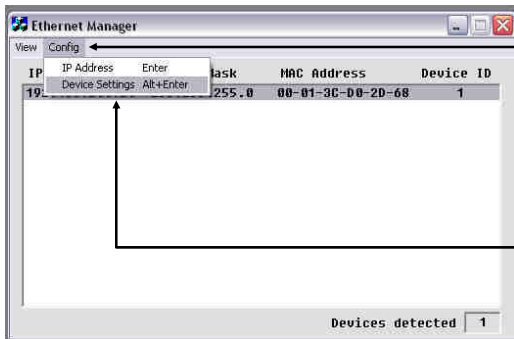 Ethernet Manager
View Config
IP Address Enter
Device Settings Alt+Enter
IP Mask MAC Address Device ID
255.0 00-01-3C-D0-2D-68 1
Devices detected 1